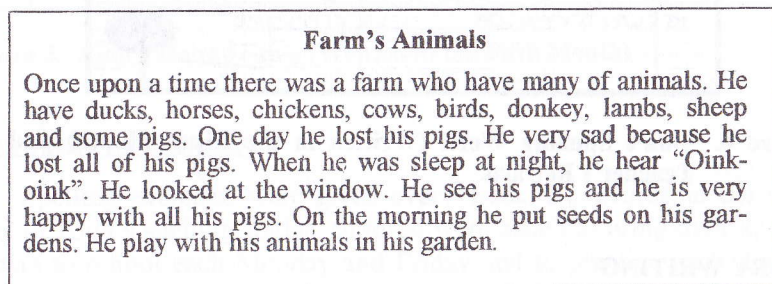 Farm's Animals
Once upon a time there was a farm who have many of animals. He
have ducks, horses, chickens, cows, birds, donkey, lambs, sheep
and some pigs. One day he lost his pigs. He very sad because he
lost all of his pigs. When he was sleep at night, he hear “Oink-
oink”. He looked at the window. He see his pigs and he is very
happy with all his pigs. On the morning he put seeds on his gar-
dens. He play with his animals in his garden.